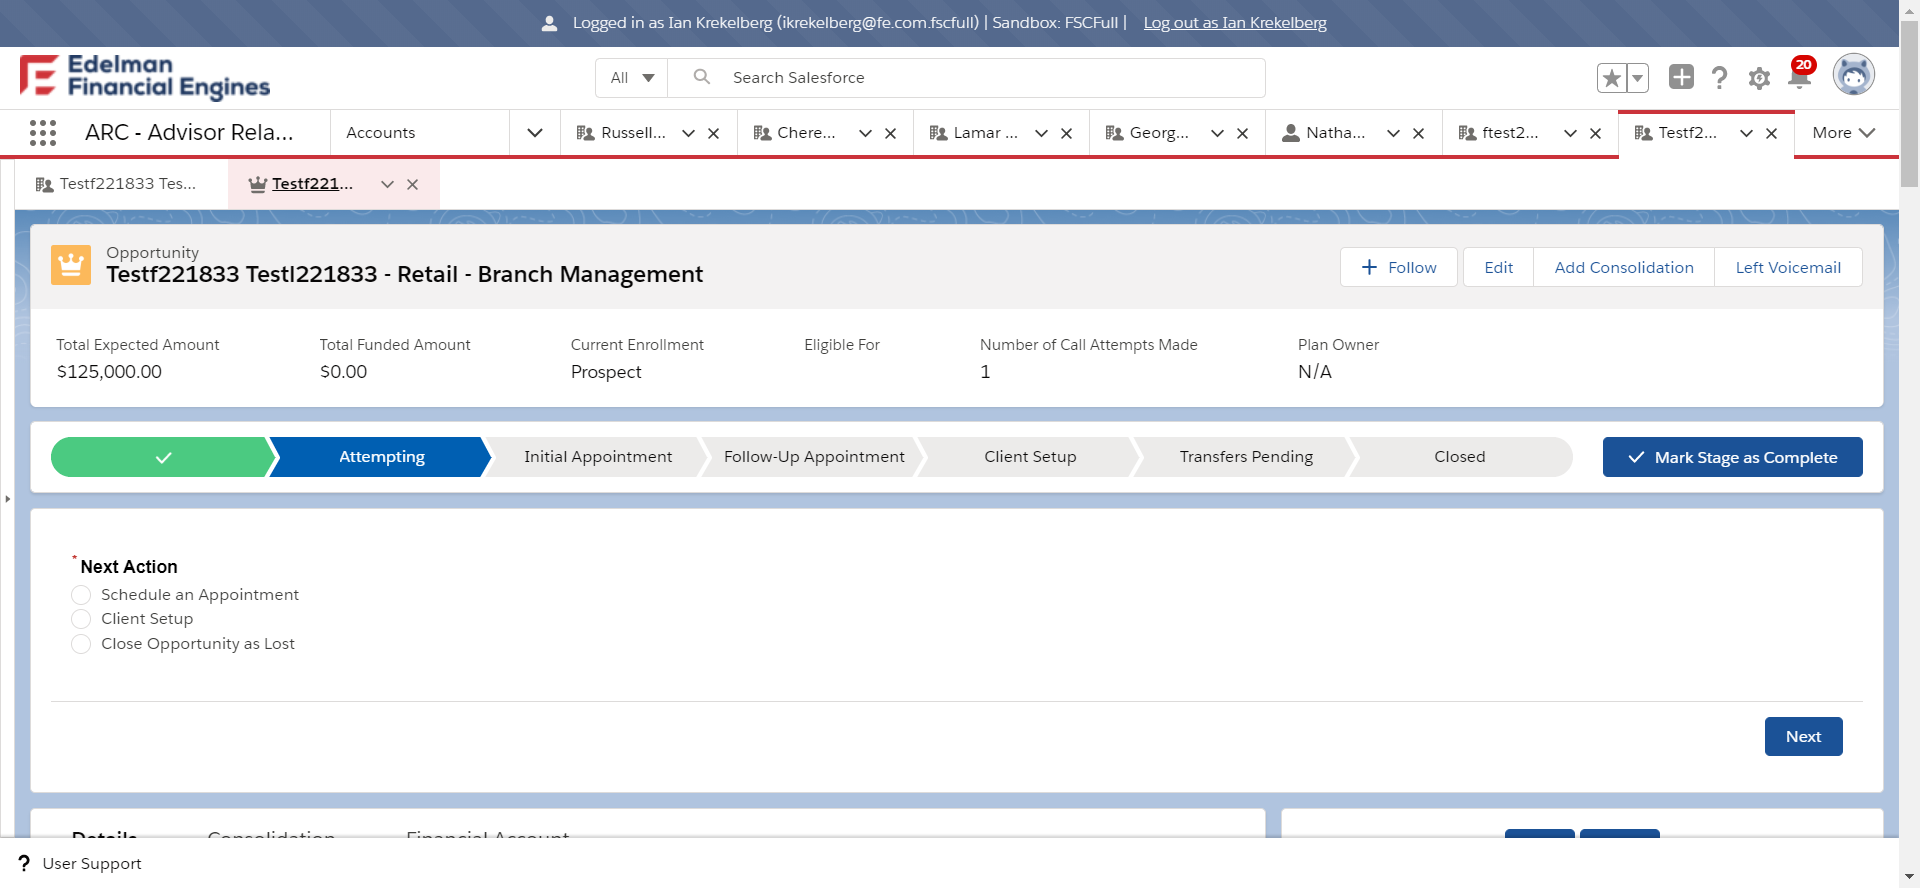 Logged in as Ian Krekelberg (ikrekelberg@fe.com.fscfull) | Sandbox: FSCFull | Log out as Ian Krekelberg
Edelman
Financial Engines
All
Search Salesforce
20
ARC - Advisor Rela...
Accounts
Russell...
Chere...
Lamar ...
Georg...
Natha...
ftest2...
Testf2...
More
Testf221833 Tes...
Testf221...
Opportunity
Testf221833 Testl221833 - Retail - Branch Management
Follow
Edit
Add Consolidation
Left Voicemail
Total Expected Amount
$125,000.00
Total Funded Amount
$0.00
Current Enrollment
Prospect
Eligible For
Number of Call Attempts Made
1
Plan Owner
N/A
Attempting
Initial Appointment
Follow-Up Appointment
Client Setup
Transfers Pending
Closed
Mark Stage as Complete
* Next Action
Schedule an Appointment
Client Setup
Close Opportunity as Lost
Next
Details
Consolidation
Financial Account
? User Support